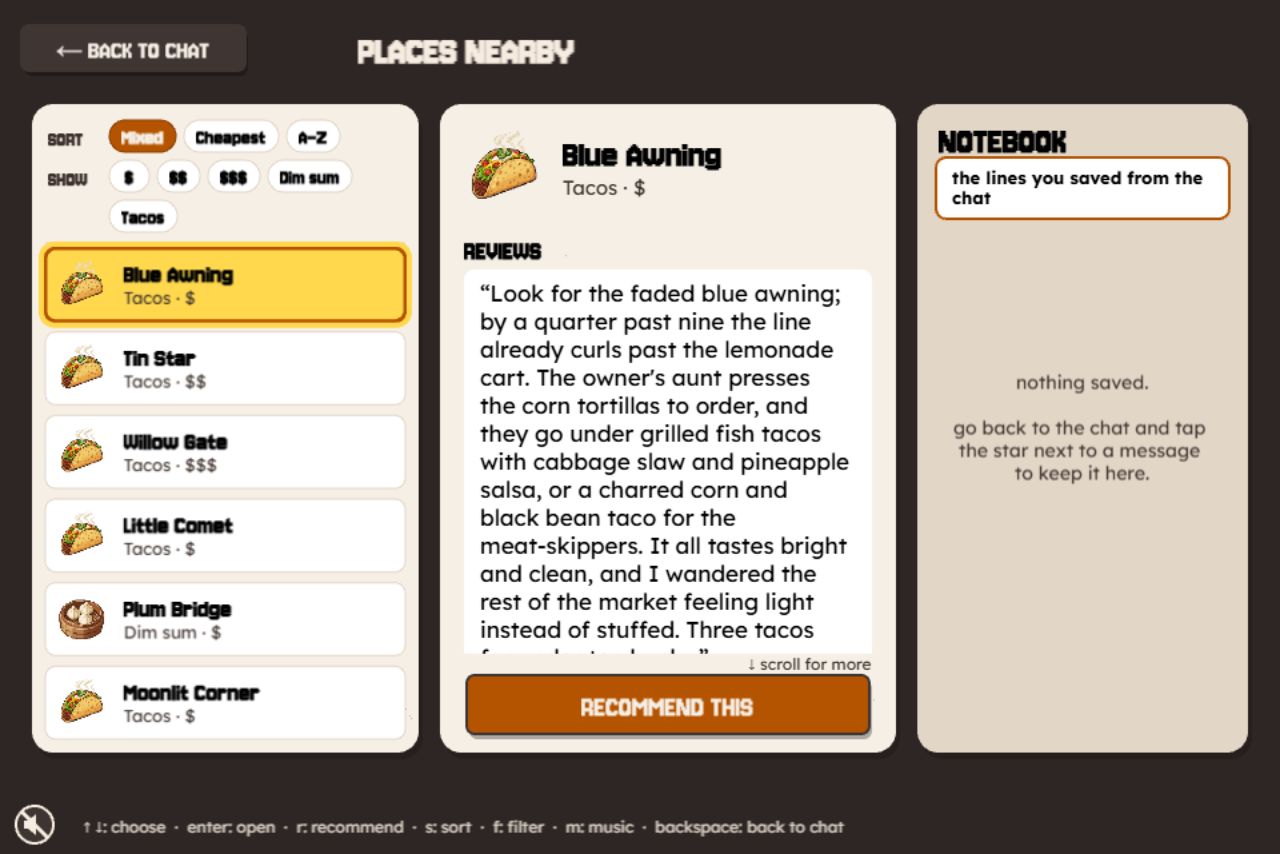 ← BACK TO CHAT
PLACES NEARBY
SORT
Mixed
Cheapest
A–Z
SHOW
$
$$
$$$
Dim sum
Tacos
Blue Awning
Tacos · $
Tin Star
Tacos · $$
Willow Gate
Tacos · $$$
Little Comet
Tacos · $
Plum Bridge
Dim sum · $
Moonlit Corner
Tacos · $
Blue Awning
Tacos · $
REVIEWS
“Look for the faded blue awning;
by a quarter past nine the line
already curls past the lemonade
cart. The owner's aunt presses
the corn tortillas to order, and
they go under grilled fish tacos
with cabbage slaw and pineapple
salsa, or a charred corn and
black bean taco for the
meat-skippers. It all tastes bright
and clean, and I wandered the
rest of the market feeling light
instead of stuffed. Three tacos
↓ scroll for more
RECOMMEND THIS
NOTEBOOK
the lines you saved from the
chat
nothing saved.
go back to the chat and tap
the star next to a message
to keep it here.
↑ ↓: choose · enter: open · r: recommend · s: sort · f: filter · m: music · backspace: back to chat